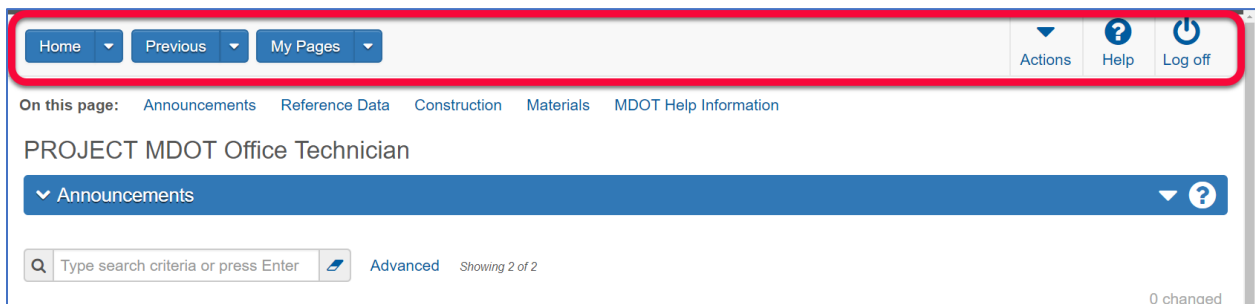 Home Previous My Pages Actions Help Log off
On this page: Announcements Reference Data Construction Materials MDOT Help Information
PROJECT MDOT Office Technician
Announcements
Type search criteria or press Enter Advanced Showing 2 of 2
0 changed